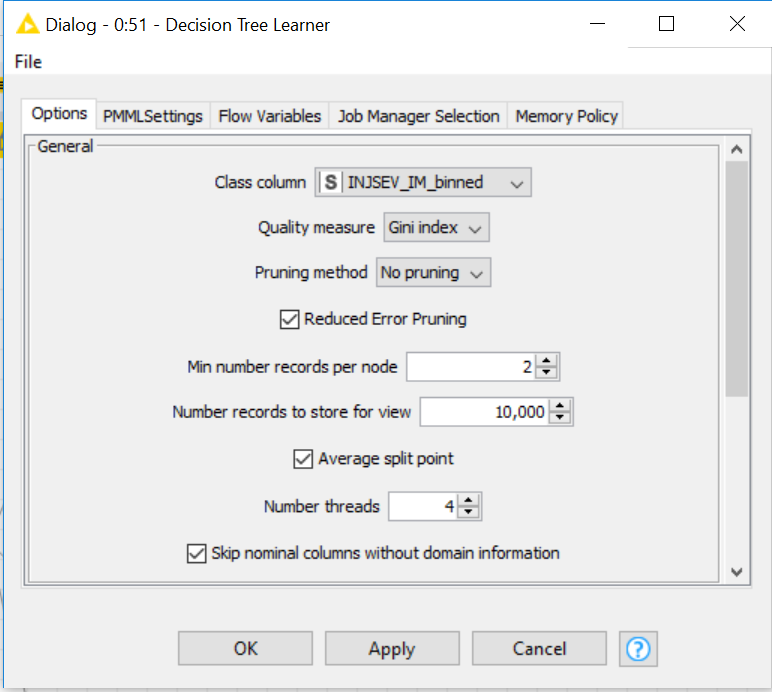 Dialog - 0:51 - Decision Tree Learner
File
Options PMMLSettings Flow Variables Job Manager Selection Memory Policy
General
Class column S INJSEV_IM_binned
Quality measure Gini index
Pruning method No pruning
Reduced Error Pruning
Min number records per node 2
Number records to store for view 10,000
Average split point
Number threads 4
Skip nominal columns without domain information
OK Apply Cancel ?